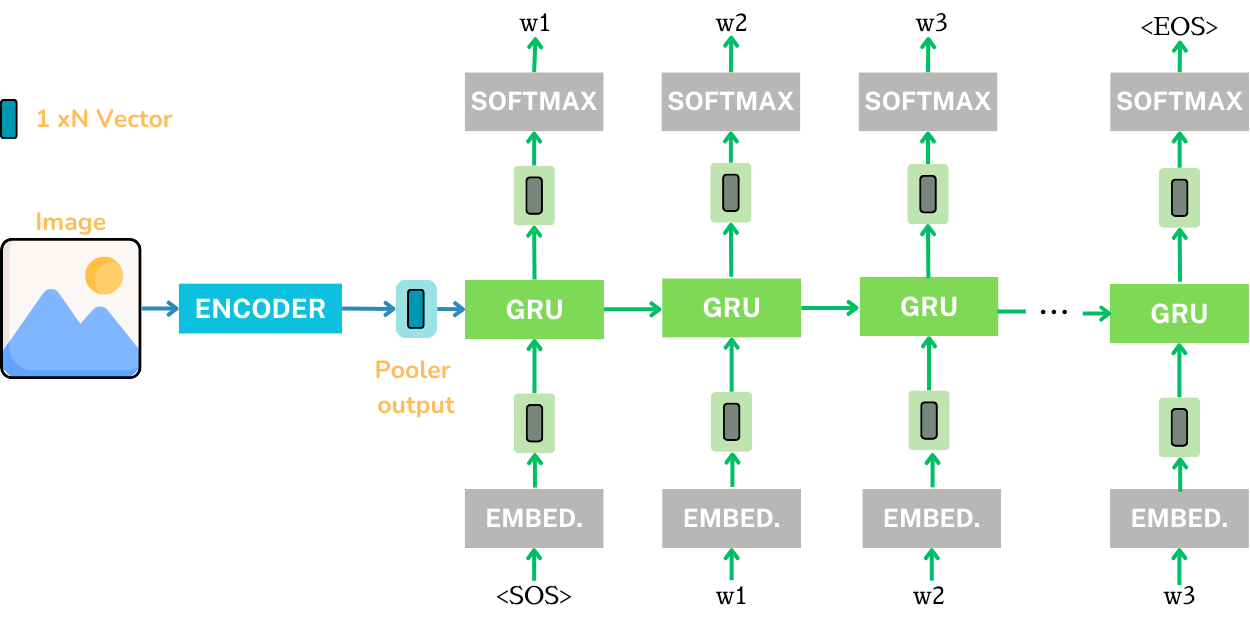 w1 w2 w3 <EOS>
SOFTMAX SOFTMAX SOFTMAX SOFTMAX
1 xN Vector
Image
ENCODER
GRU GRU GRU ... GRU
Pooler
output
EMBED. EMBED. EMBED. EMBED.
<SOS> w1 w2 w3